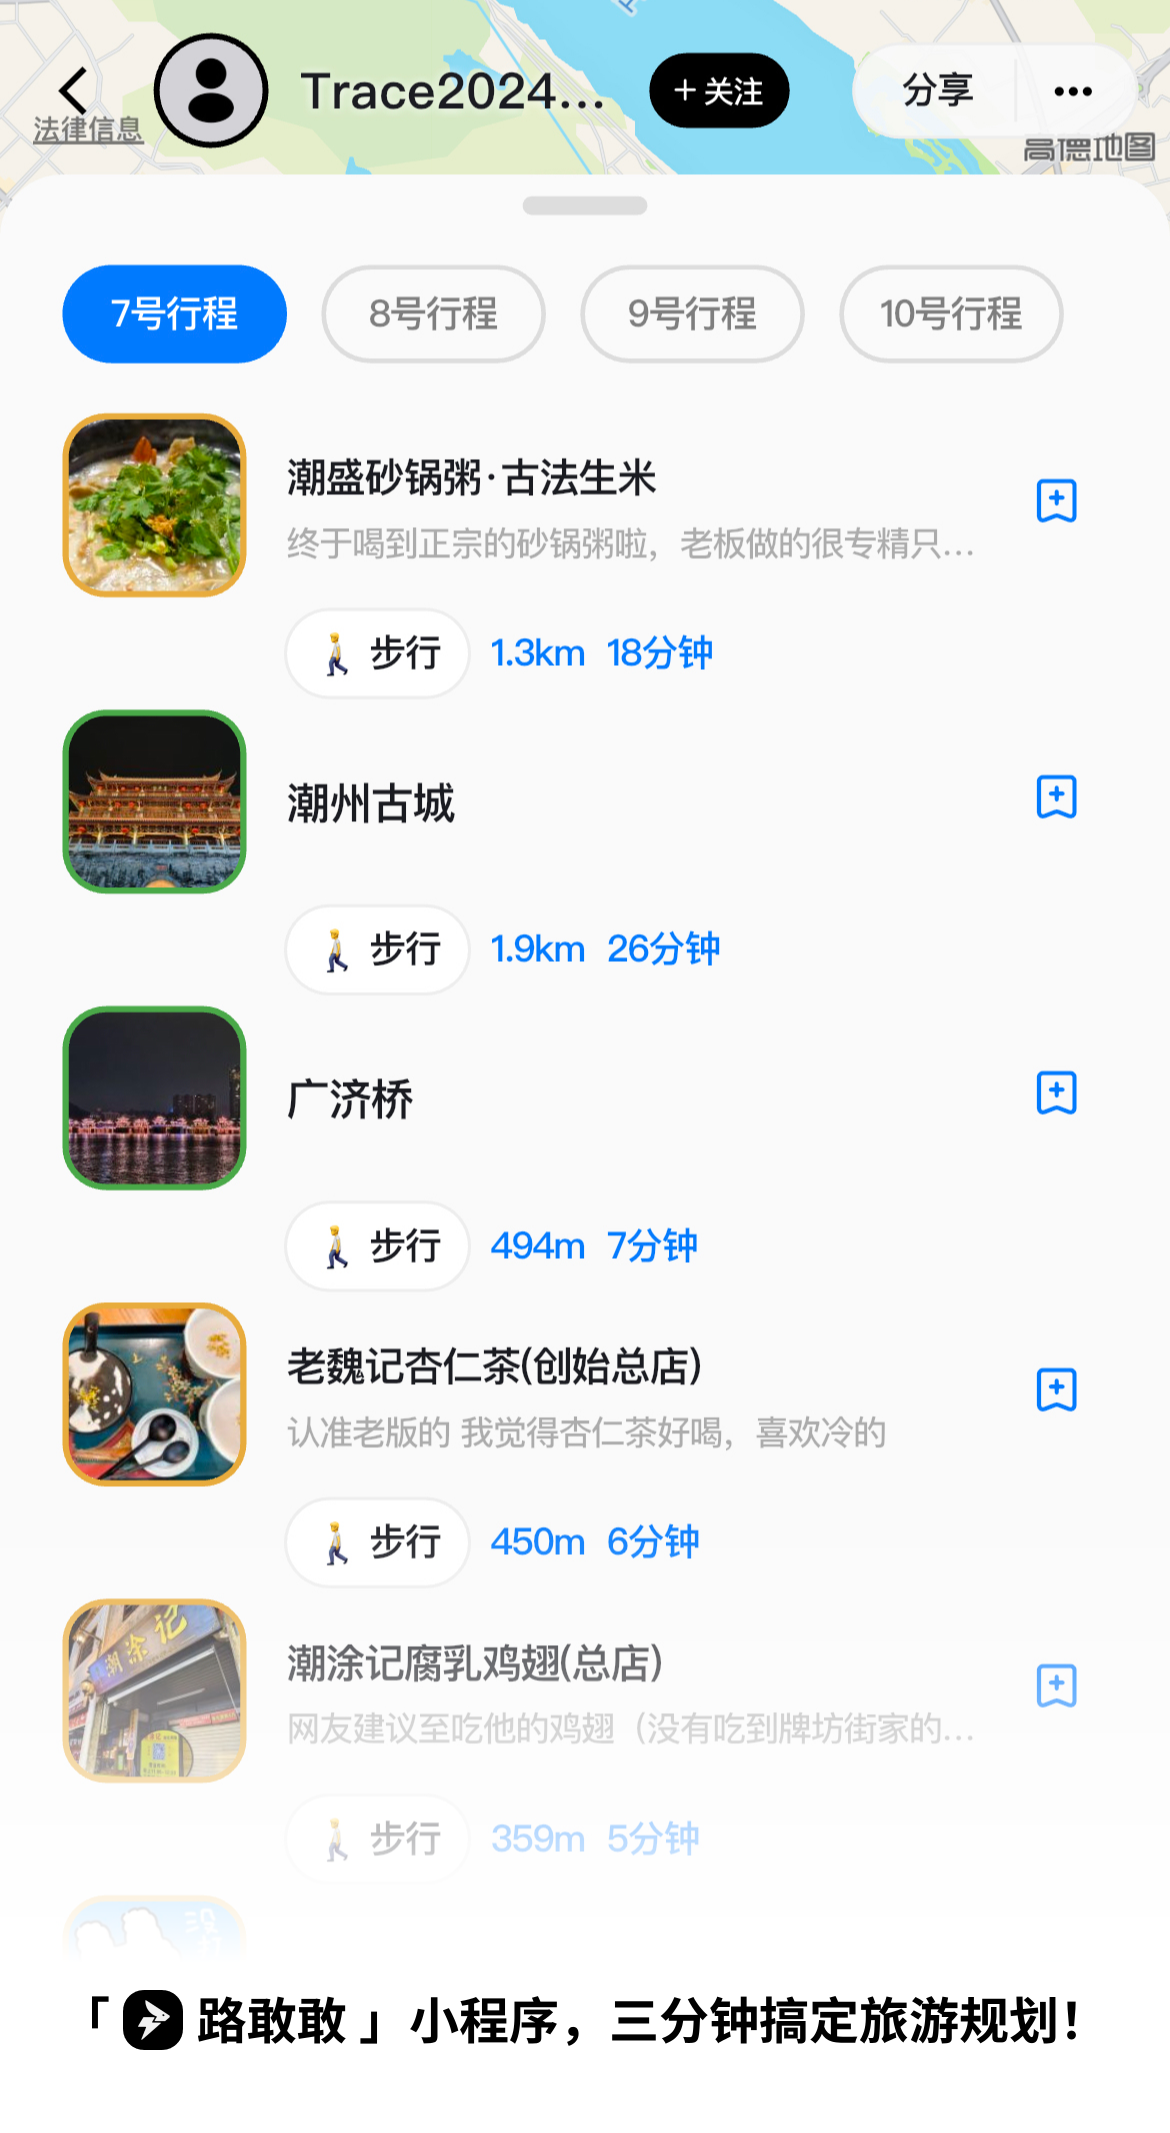 Trace2024...
+ 关注
分享
法律信息
高德地图
7号行程
8号行程
9号行程
10号行程
潮盛砂锅粥·古法生米
终于喝到正宗的砂锅粥啦，老板做的很专精只...
步行 1.3km 18分钟
潮州古城
步行 1.9km 26分钟
广济桥
步行 494m 7分钟
老魏记杏仁茶(创始总店)
认准老版的 我觉得杏仁茶好喝，喜欢冷的
步行 450m 6分钟
潮涂记
潮涂记腐乳鸡翅(总店)
网友建议至吃他的鸡翅（没有吃到牌坊街家的...
步行 359m 5分钟
「路敢敢」小程序，三分钟搞定旅游规划！